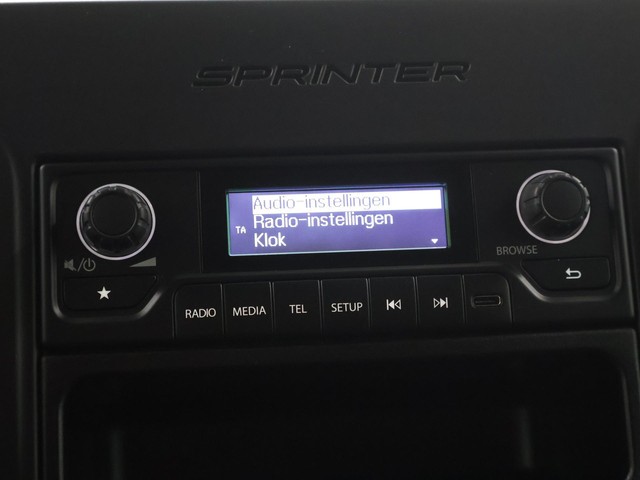 SPRINTER
Audio-instellingen
Radio-instellingen
TA
Klok
BROWSE
RADIO MEDIA TEL SETUP